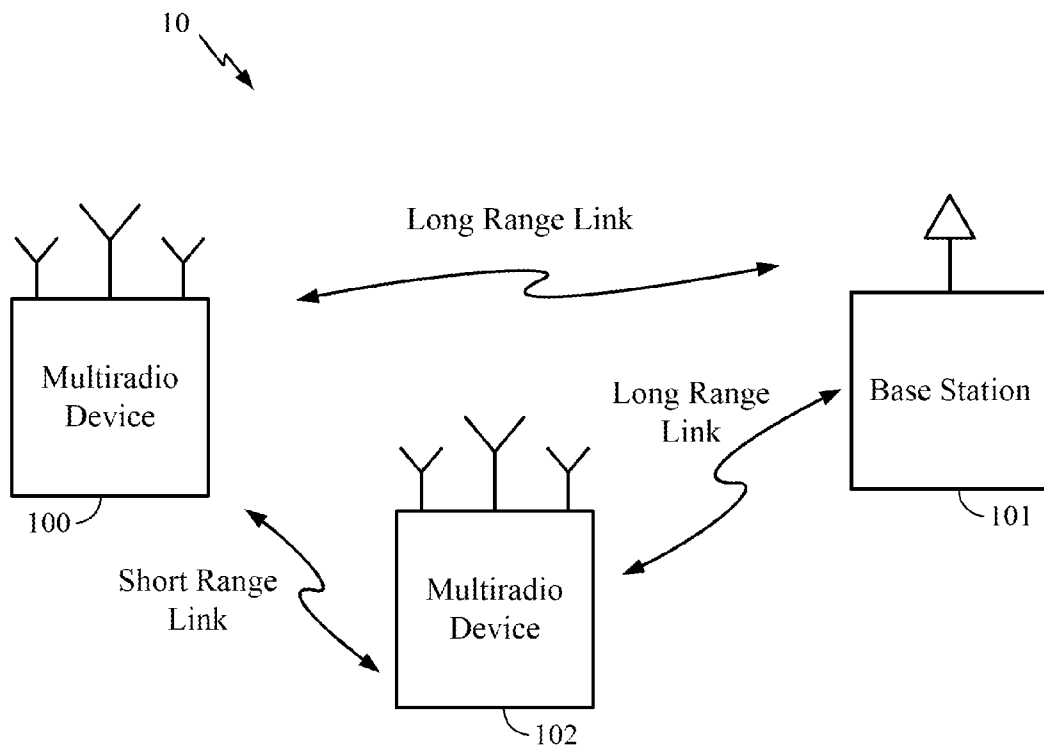 10
Long Range Link
Multiradio
Device
100
Long Range
Link
Base Station
101
Short Range
Link
Multiradio
Device
102